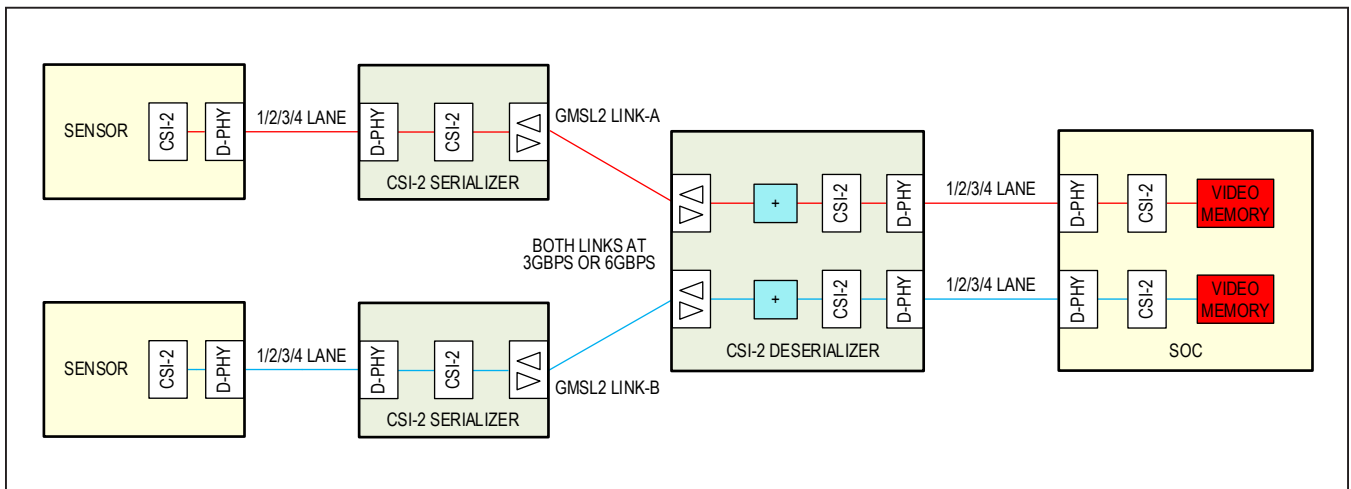 SENSOR
CSI-2
D-PHY
1/2/3/4 LANE
D-PHY
CSI-2
CSI-2 SERIALIZER
GMSL2 LINK-A
SENSOR
CSI-2
D-PHY
1/2/3/4 LANE
D-PHY
CSI-2
CSI-2 SERIALIZER
GMSL2 LINK-B
BOTH LINKS AT
3GBPS OR 6GBPS
+
CSI-2
D-PHY
+
CSI-2
D-PHY
CSI-2 DESERIALIZER
1/2/3/4 LANE
1/2/3/4 LANE
D-PHY
CSI-2
VIDEO
MEMORY
D-PHY
CSI-2
VIDEO
MEMORY
SOC